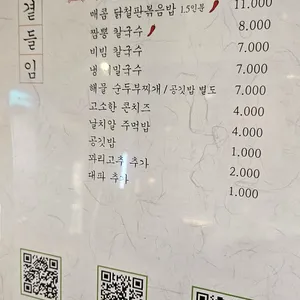 곁들임
매콤 닭철판볶음밥 1.5인분 11.000
짬뽕 칼국수 8.000
비빔 칼국수 7.000
냉 메밀국수 7.000
해물 순두부찌개 / 공깃밥 별도 7.000
고소한 콘치즈 4.000
날치알 주먹밥 4.000
공깃밥 1.000
꽈리고추 추가 2.000
대파 추가 1.000